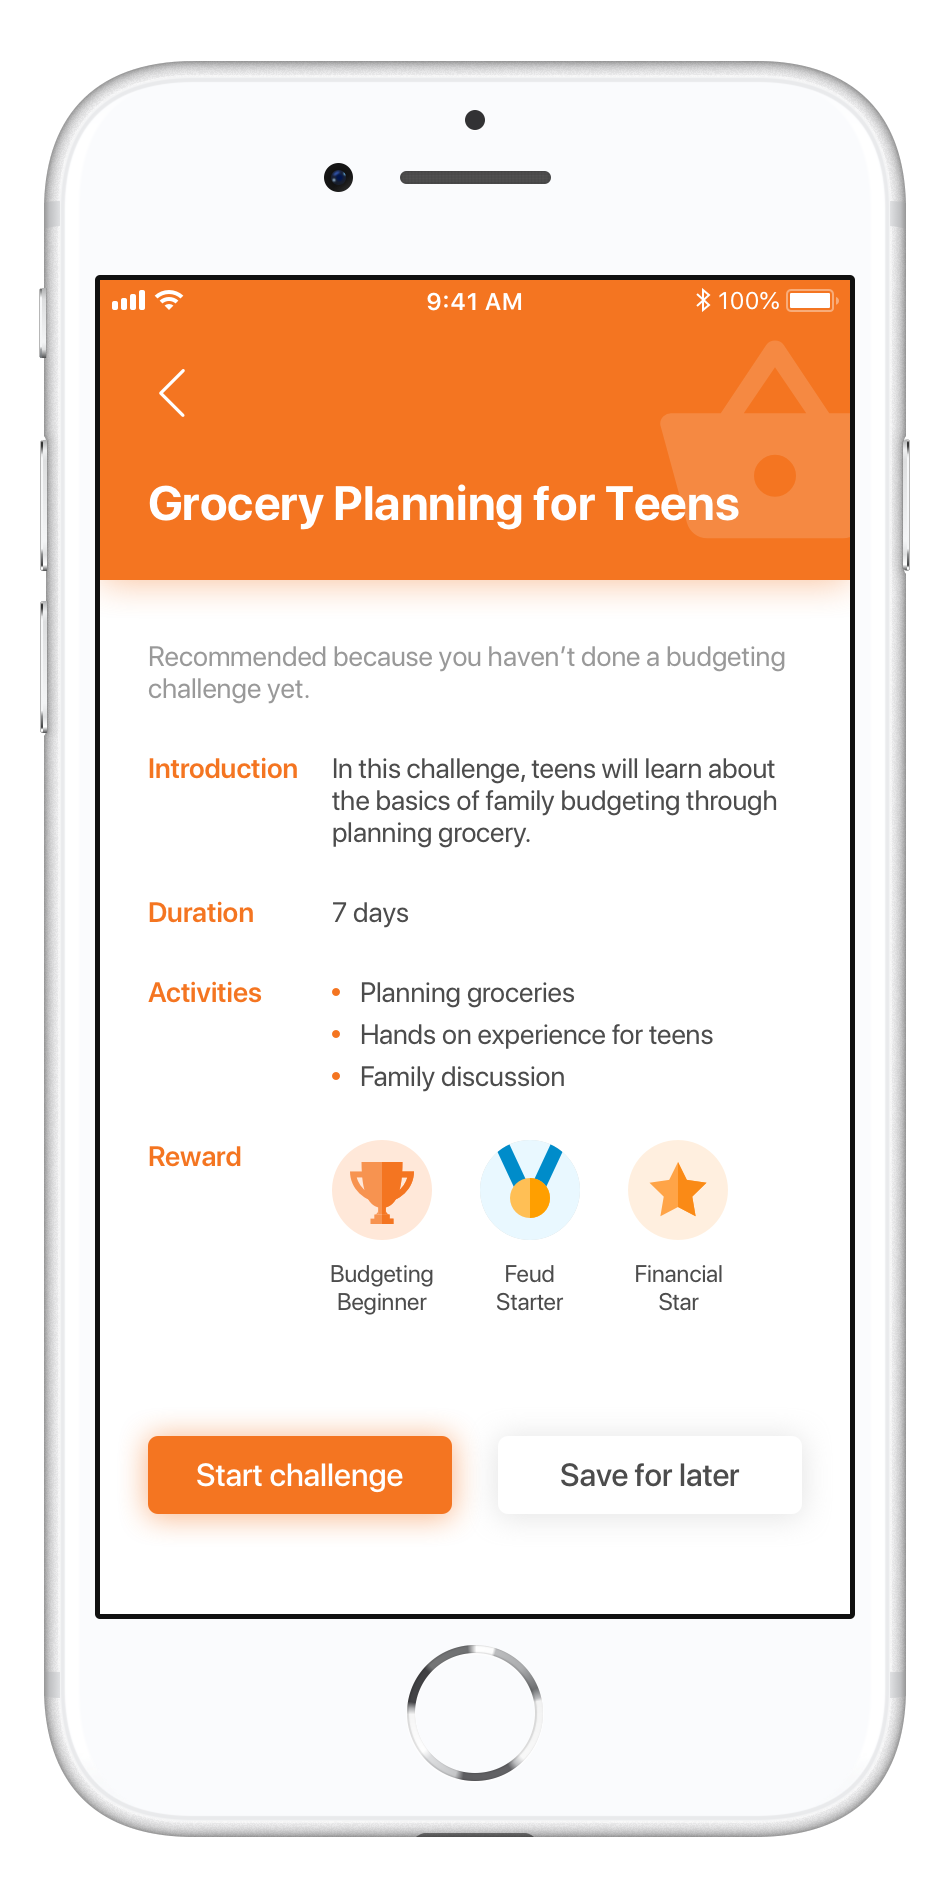 9:41 AM
100%
Grocery Planning for Teens
Recommended because you haven’t done a budgeting
challenge yet.
Introduction
In this challenge, teens will learn about
the basics of family budgeting through
planning grocery.
Duration
7 days
Activities
• Planning groceries
• Hands on experience for teens
• Family discussion
Reward
Budgeting
Beginner
Feud
Starter
Financial
Star
Start challenge
Save for later